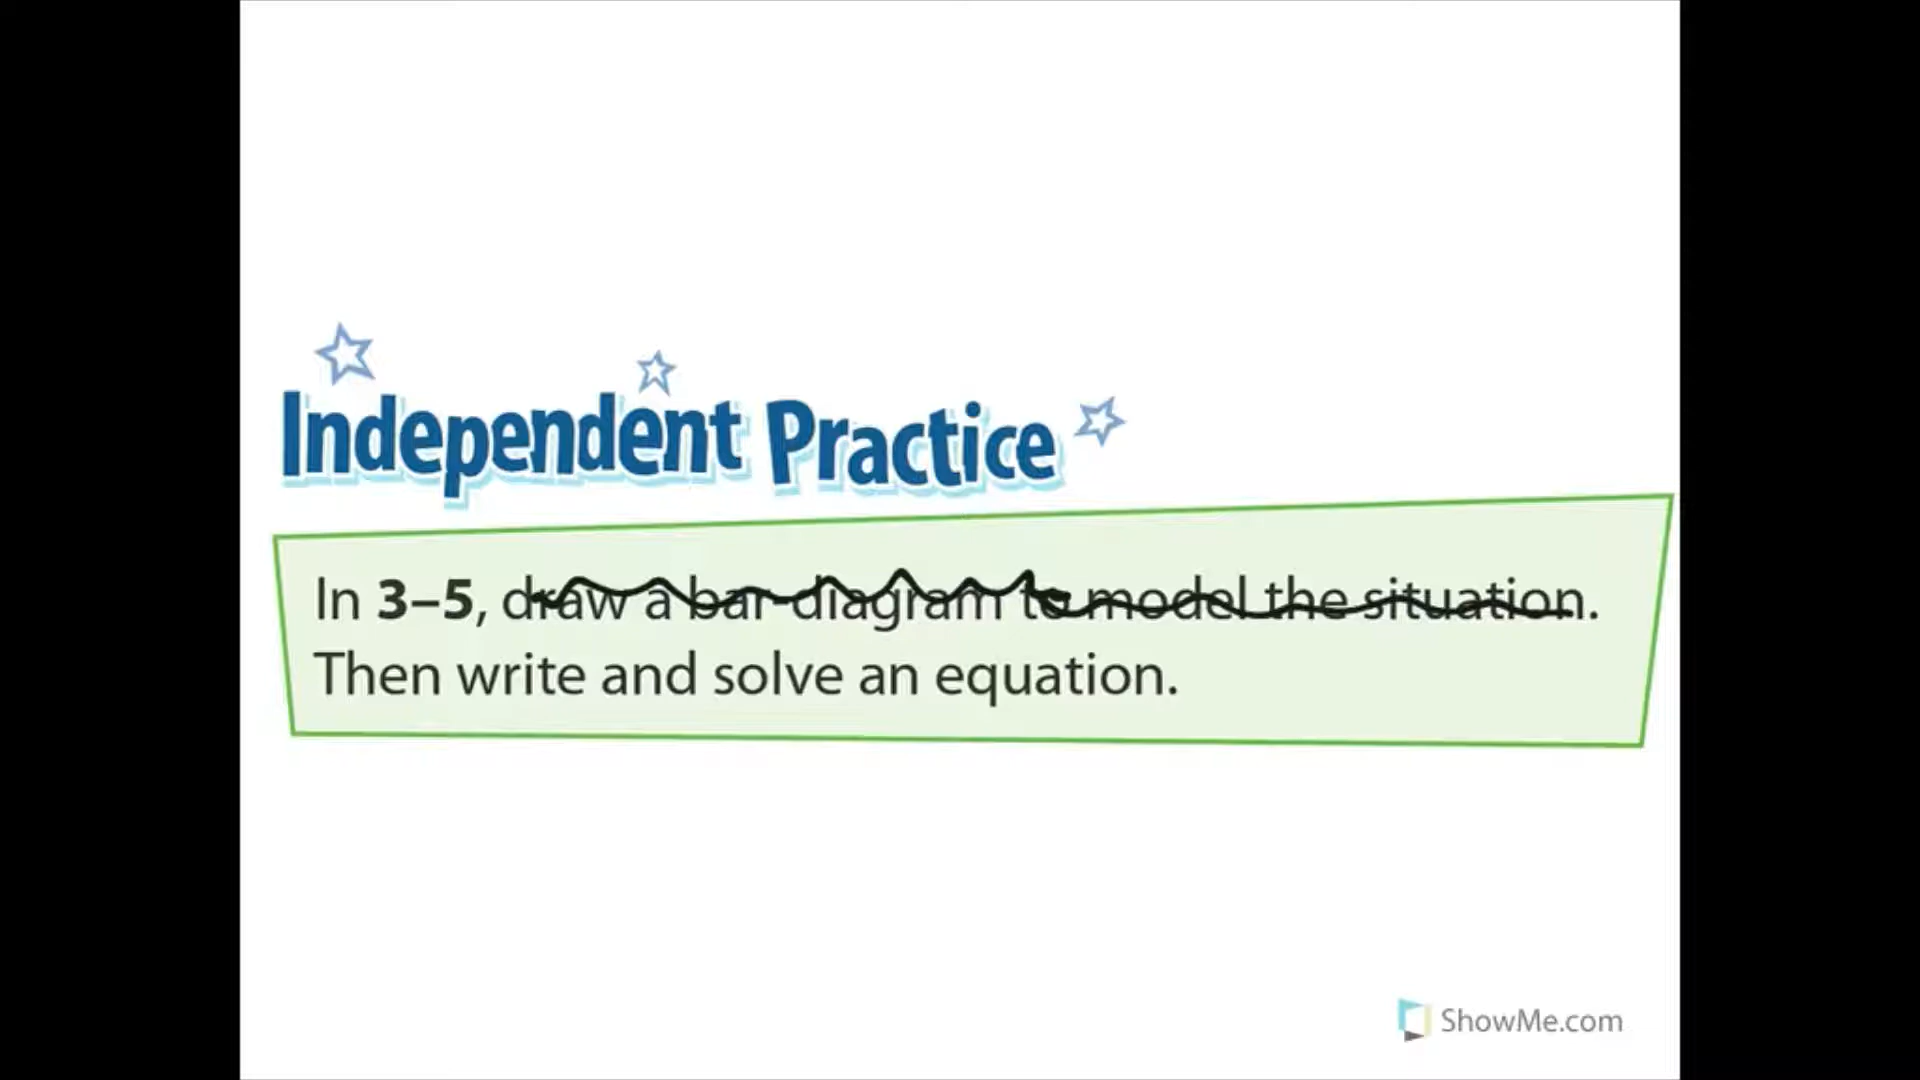 Independent Practice
In 3–5, draw a bar-diagram to model the situation.
Then write and solve an equation.
ShowMe.com